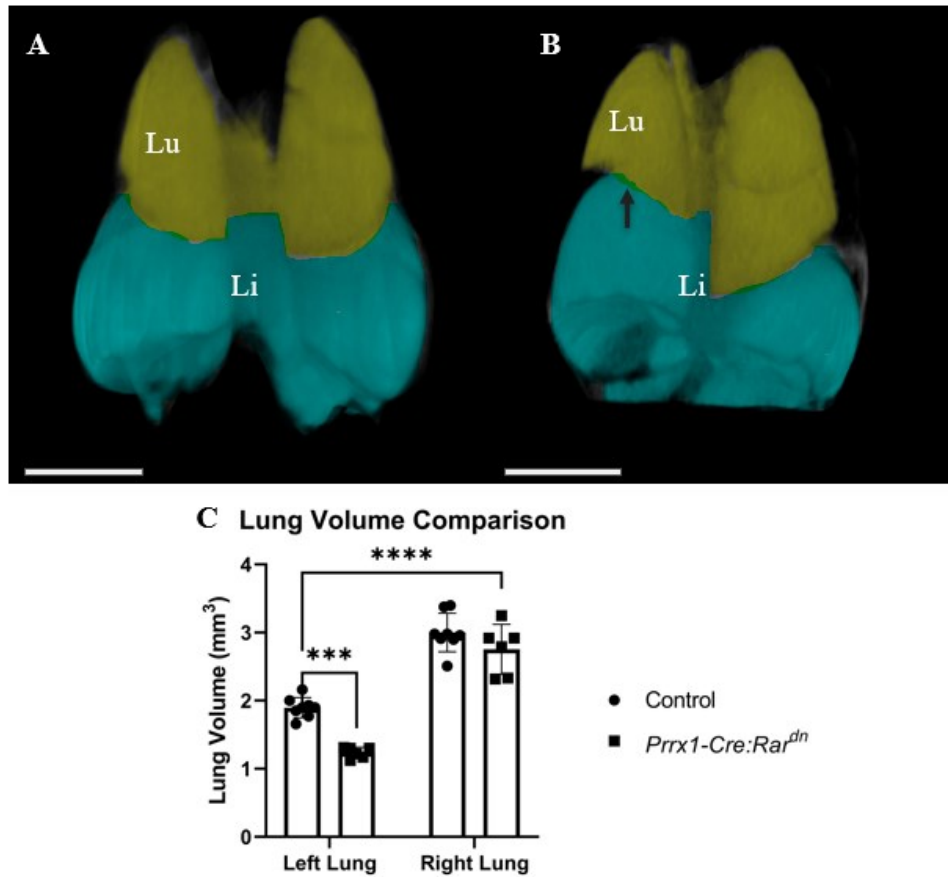 A
B
Lu
Lu
Li
Li
C Lung Volume Comparison
****
***
Lung Volume (mm³)
4
3
2
1
0
Left Lung
Right Lung
Control
Prrx1-Cre:Rarᵈⁿ